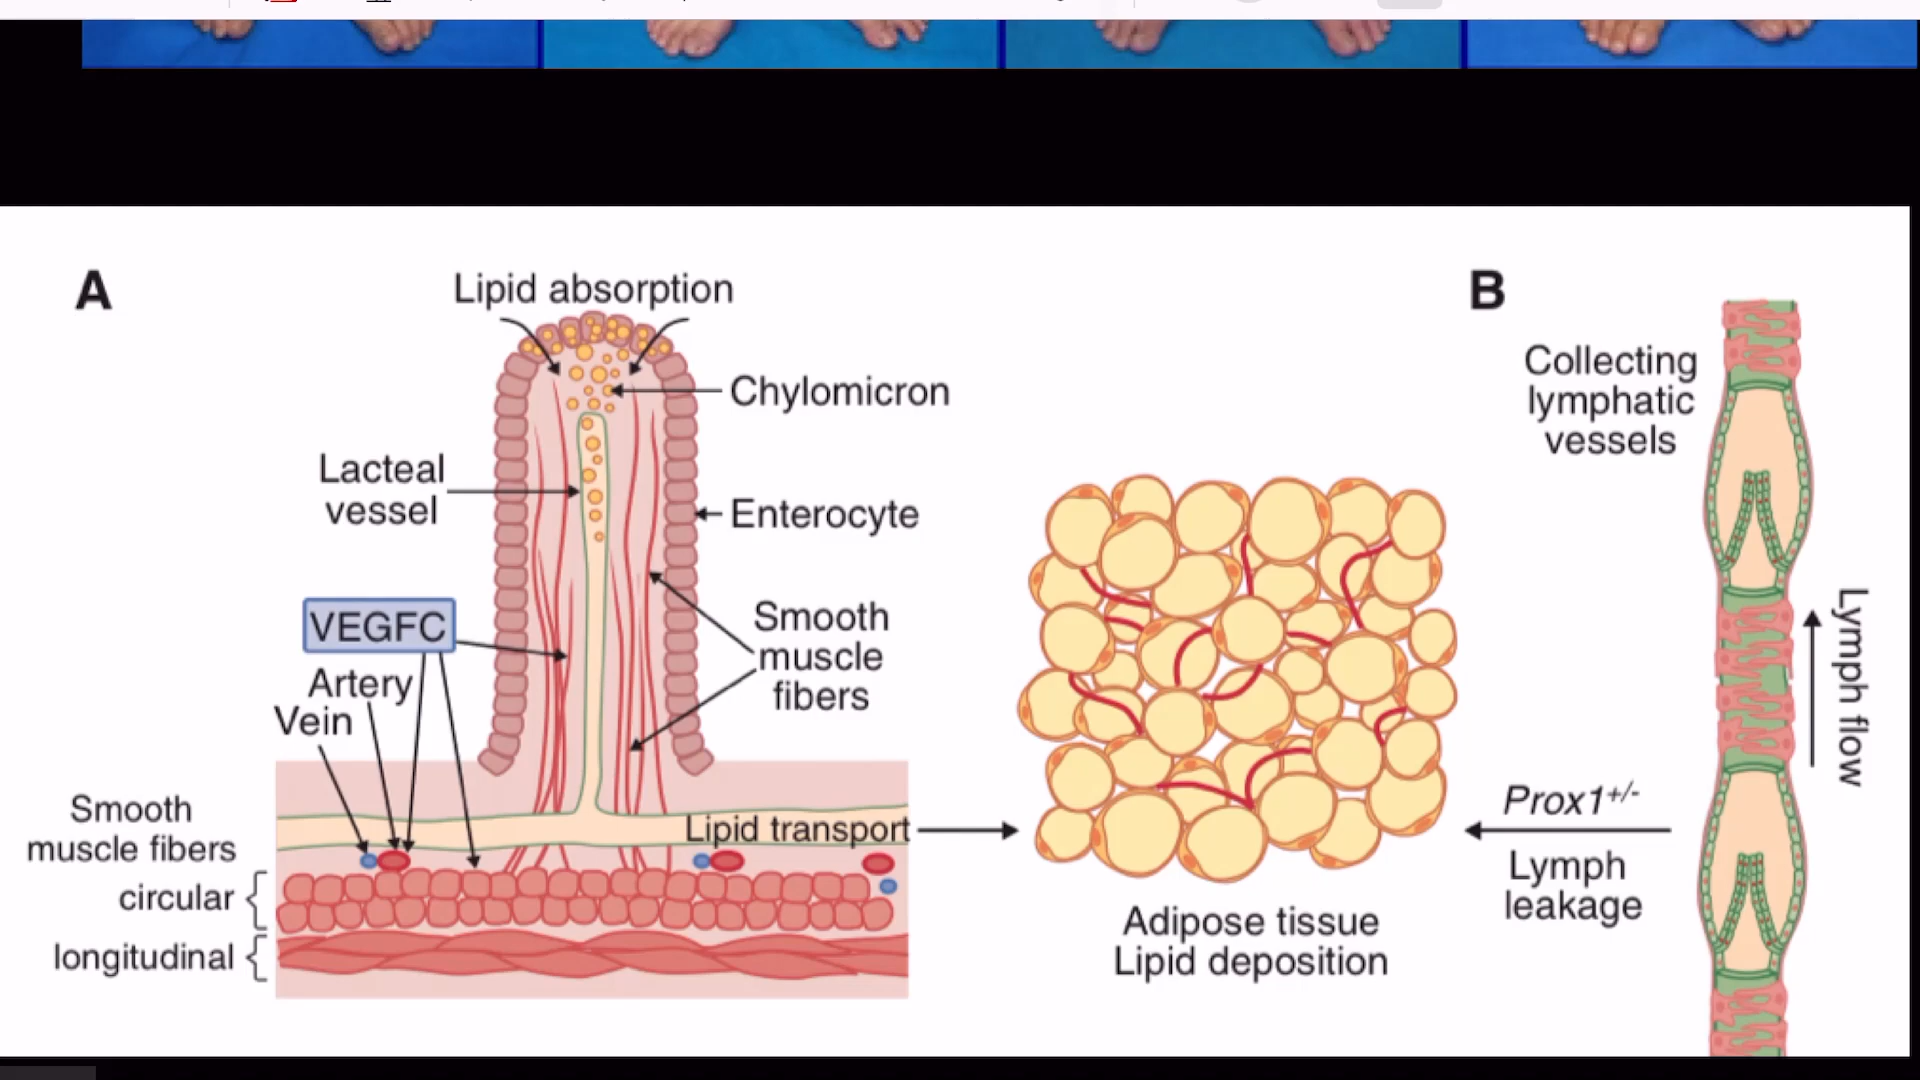 A
Lipid absorption
Chylomicron
Lacteal
vessel
Enterocyte
VEGFC
Smooth
muscle
fibers
Artery
Vein
Smooth
muscle fibers
circular
longitudinal
Lipid transport
Adipose tissue
Lipid deposition
B
Collecting
lymphatic
vessels
Lymph flow
Prox1+/-
Lymph
leakage